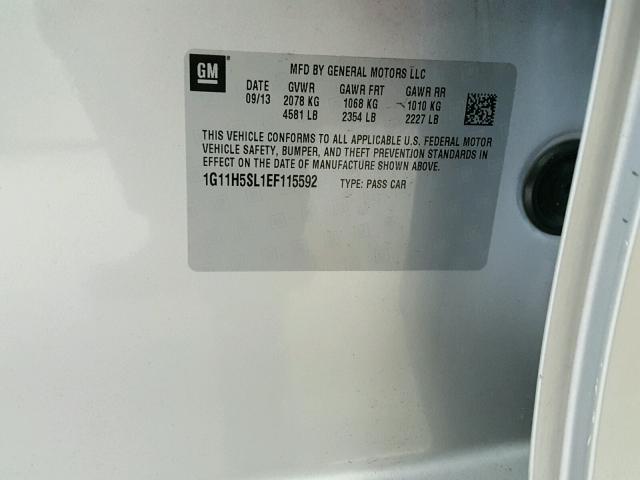 GM
MFD BY GENERAL MOTORS LLC
DATE GVWR GAWR FRT GAWR RR
09/13 2078 KG 1068 KG 1010 KG
4581 LB 2354 LB 2227 LB
THIS VEHICLE CONFORMS TO ALL APPLICABLE U.S. FEDERAL MOTOR
VEHICLE SAFETY, BUMPER, AND THEFT PREVENTION STANDARDS IN
EFFECT ON THE DATE OF MANUFACTURE SHOWN ABOVE.
1G11H5SL1EF115592 TYPE: PASS CAR